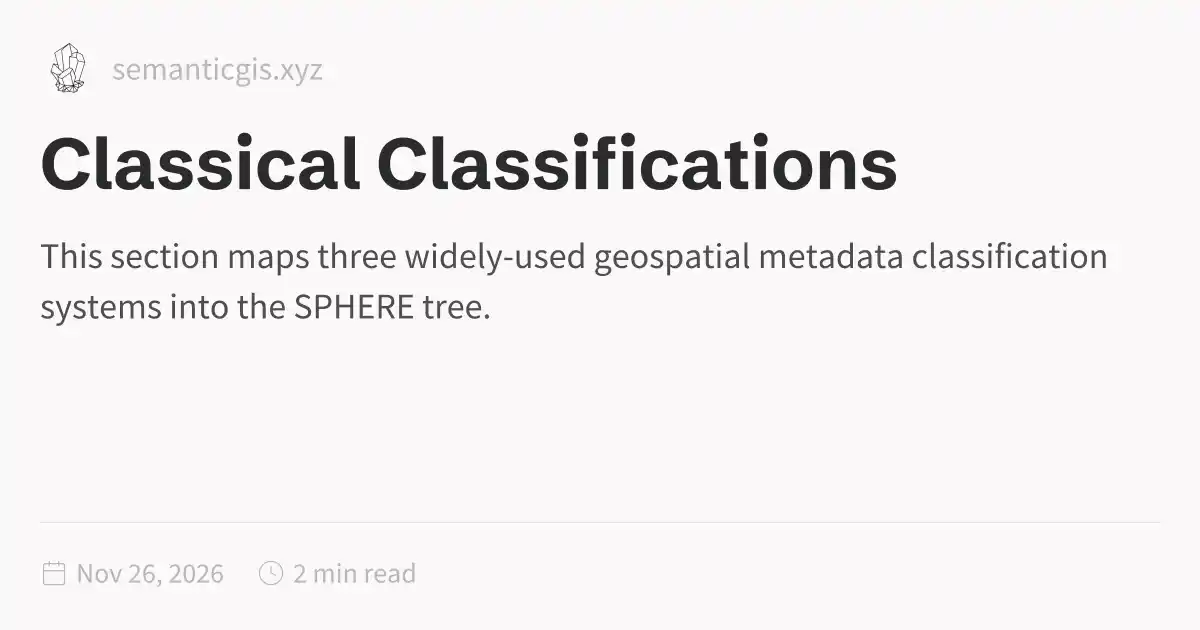 semanticgis.xyz
Classical Classifications
This section maps three widely-used geospatial metadata classification
systems into the SPHERE tree.
Nov 26, 2026 2 min read